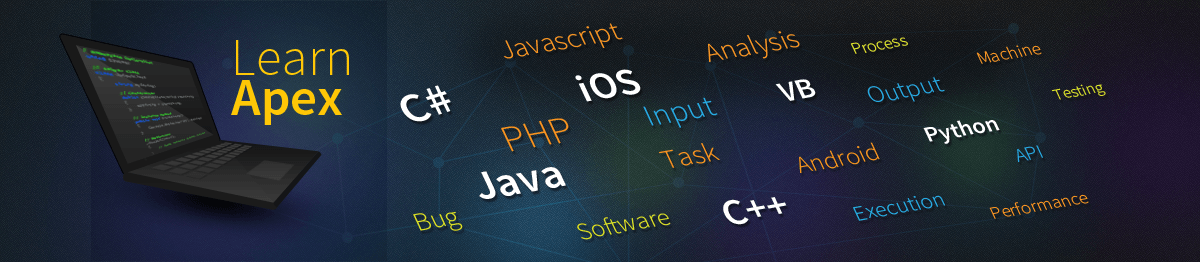 Learn
Apex
Javascript
Analysis
Process
Machine
C#
iOS
Input
VB
Output
Testing
PHP
Task
Python
Java
Android
API
Bug
Software
C++
Execution
Performance